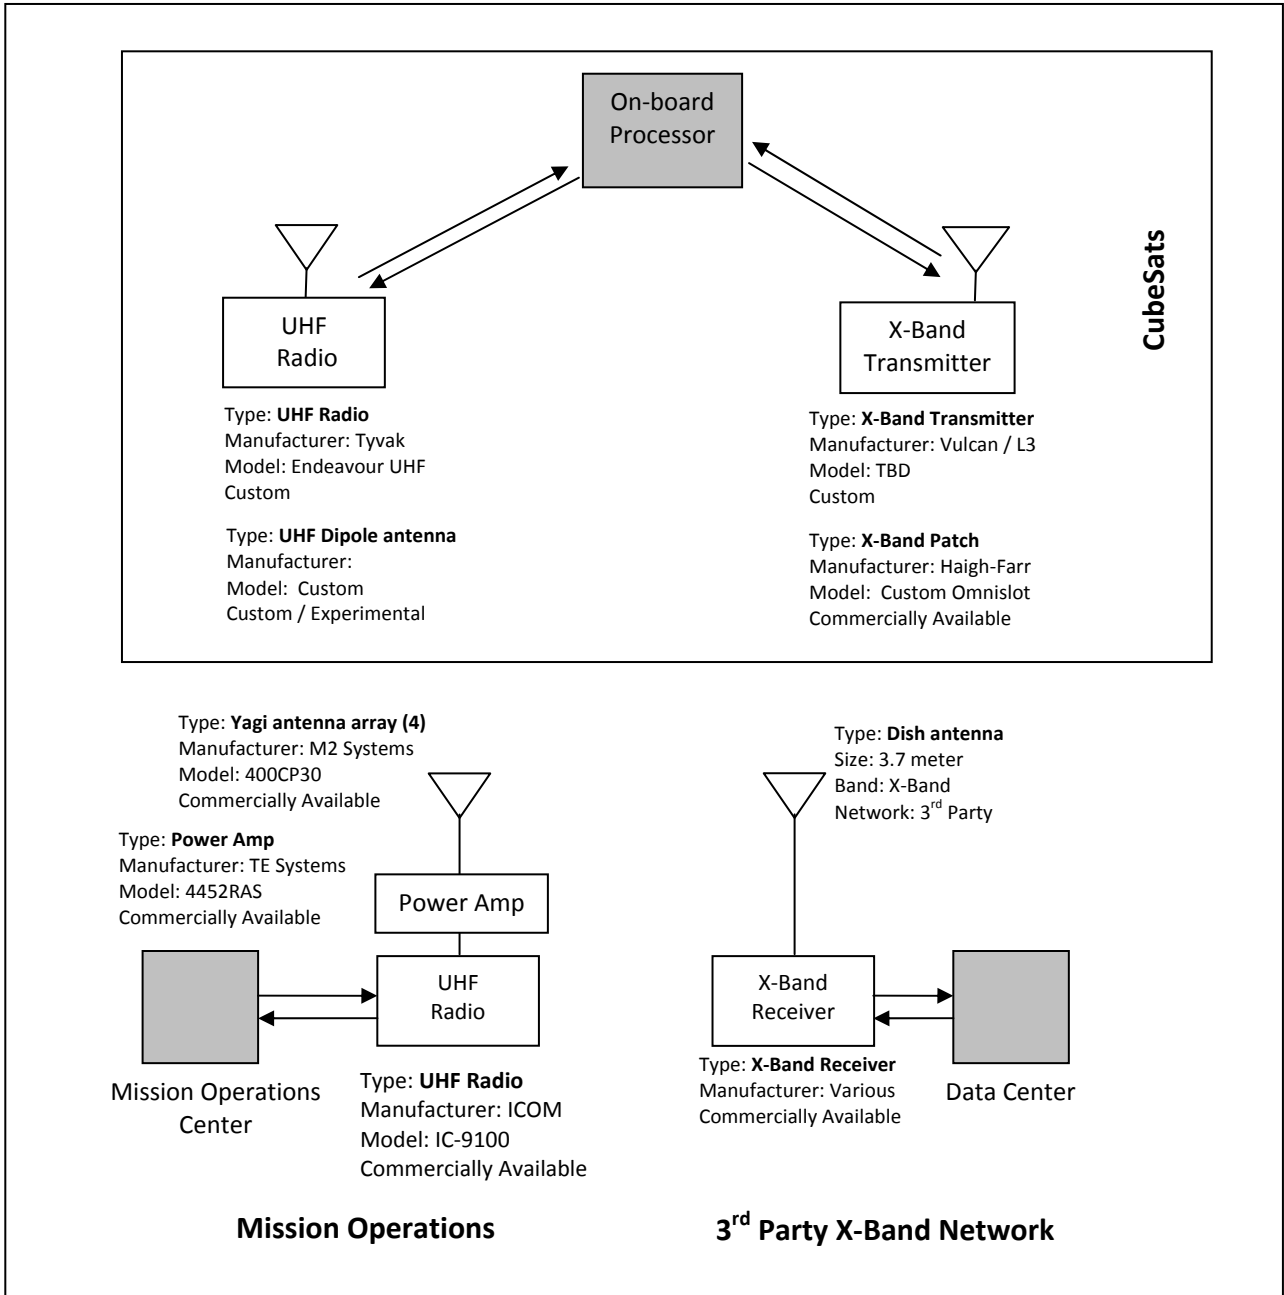 On-board
Processor
CubeSats
UHF
Radio
X-Band
Transmitter
Type: UHF Radio
Manufacturer: Tyvak
Model: Endeavour UHF
Custom
Type: UHF Dipole antenna
Manufacturer:
Model: Custom
Custom / Experimental
Type: X-Band Transmitter
Manufacturer: Vulcan / L3
Model: TBD
Custom
Type: X-Band Patch
Manufacturer: Haigh-Farr
Model: Custom Omnislot
Commercially Available
Type: Yagi antenna array (4)
Manufacturer: M2 Systems
Model: 400CP30
Commercially Available
Type: Power Amp
Manufacturer: TE Systems
Model: 4452RAS
Commercially Available
Power Amp
UHF
Radio
Mission Operations
Center
Type: UHF Radio
Manufacturer: ICOM
Model: IC-9100
Commercially Available
Mission Operations
Type: Dish antenna
Size: 3.7 meter
Band: X-Band
Network: 3rd Party
X-Band
Receiver
Type: X-Band Receiver
Manufacturer: Various
Commercially Available
Data Center
3rd Party X-Band Network